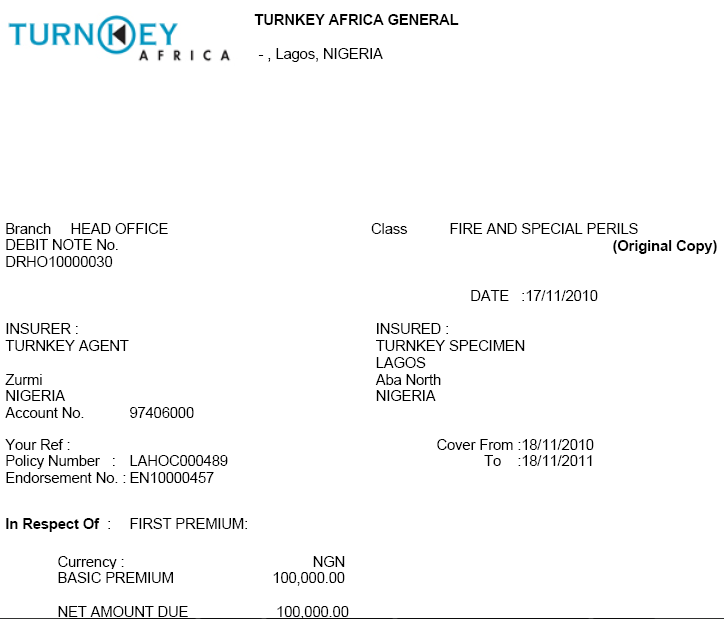 TURNKEY AFRICA
TURNKEY AFRICA GENERAL
- , Lagos, NIGERIA
Branch HEAD OFFICE Class FIRE AND SPECIAL PERILS
DEBIT NOTE No. (Original Copy)
DRHO10000030
DATE :17/11/2010
INSURER : INSURED :
TURNKEY AGENT TURNKEY SPECIMEN
LAGOS
Zurmi Aba North
NIGERIA NIGERIA
Account No. 97406000
Your Ref : Cover From :18/11/2010
Policy Number : LAHOC000489 To :18/11/2011
Endorsement No. : EN10000457
In Respect Of : FIRST PREMIUM:
Currency : NGN
BASIC PREMIUM 100,000.00
NET AMOUNT DUE 100,000.00